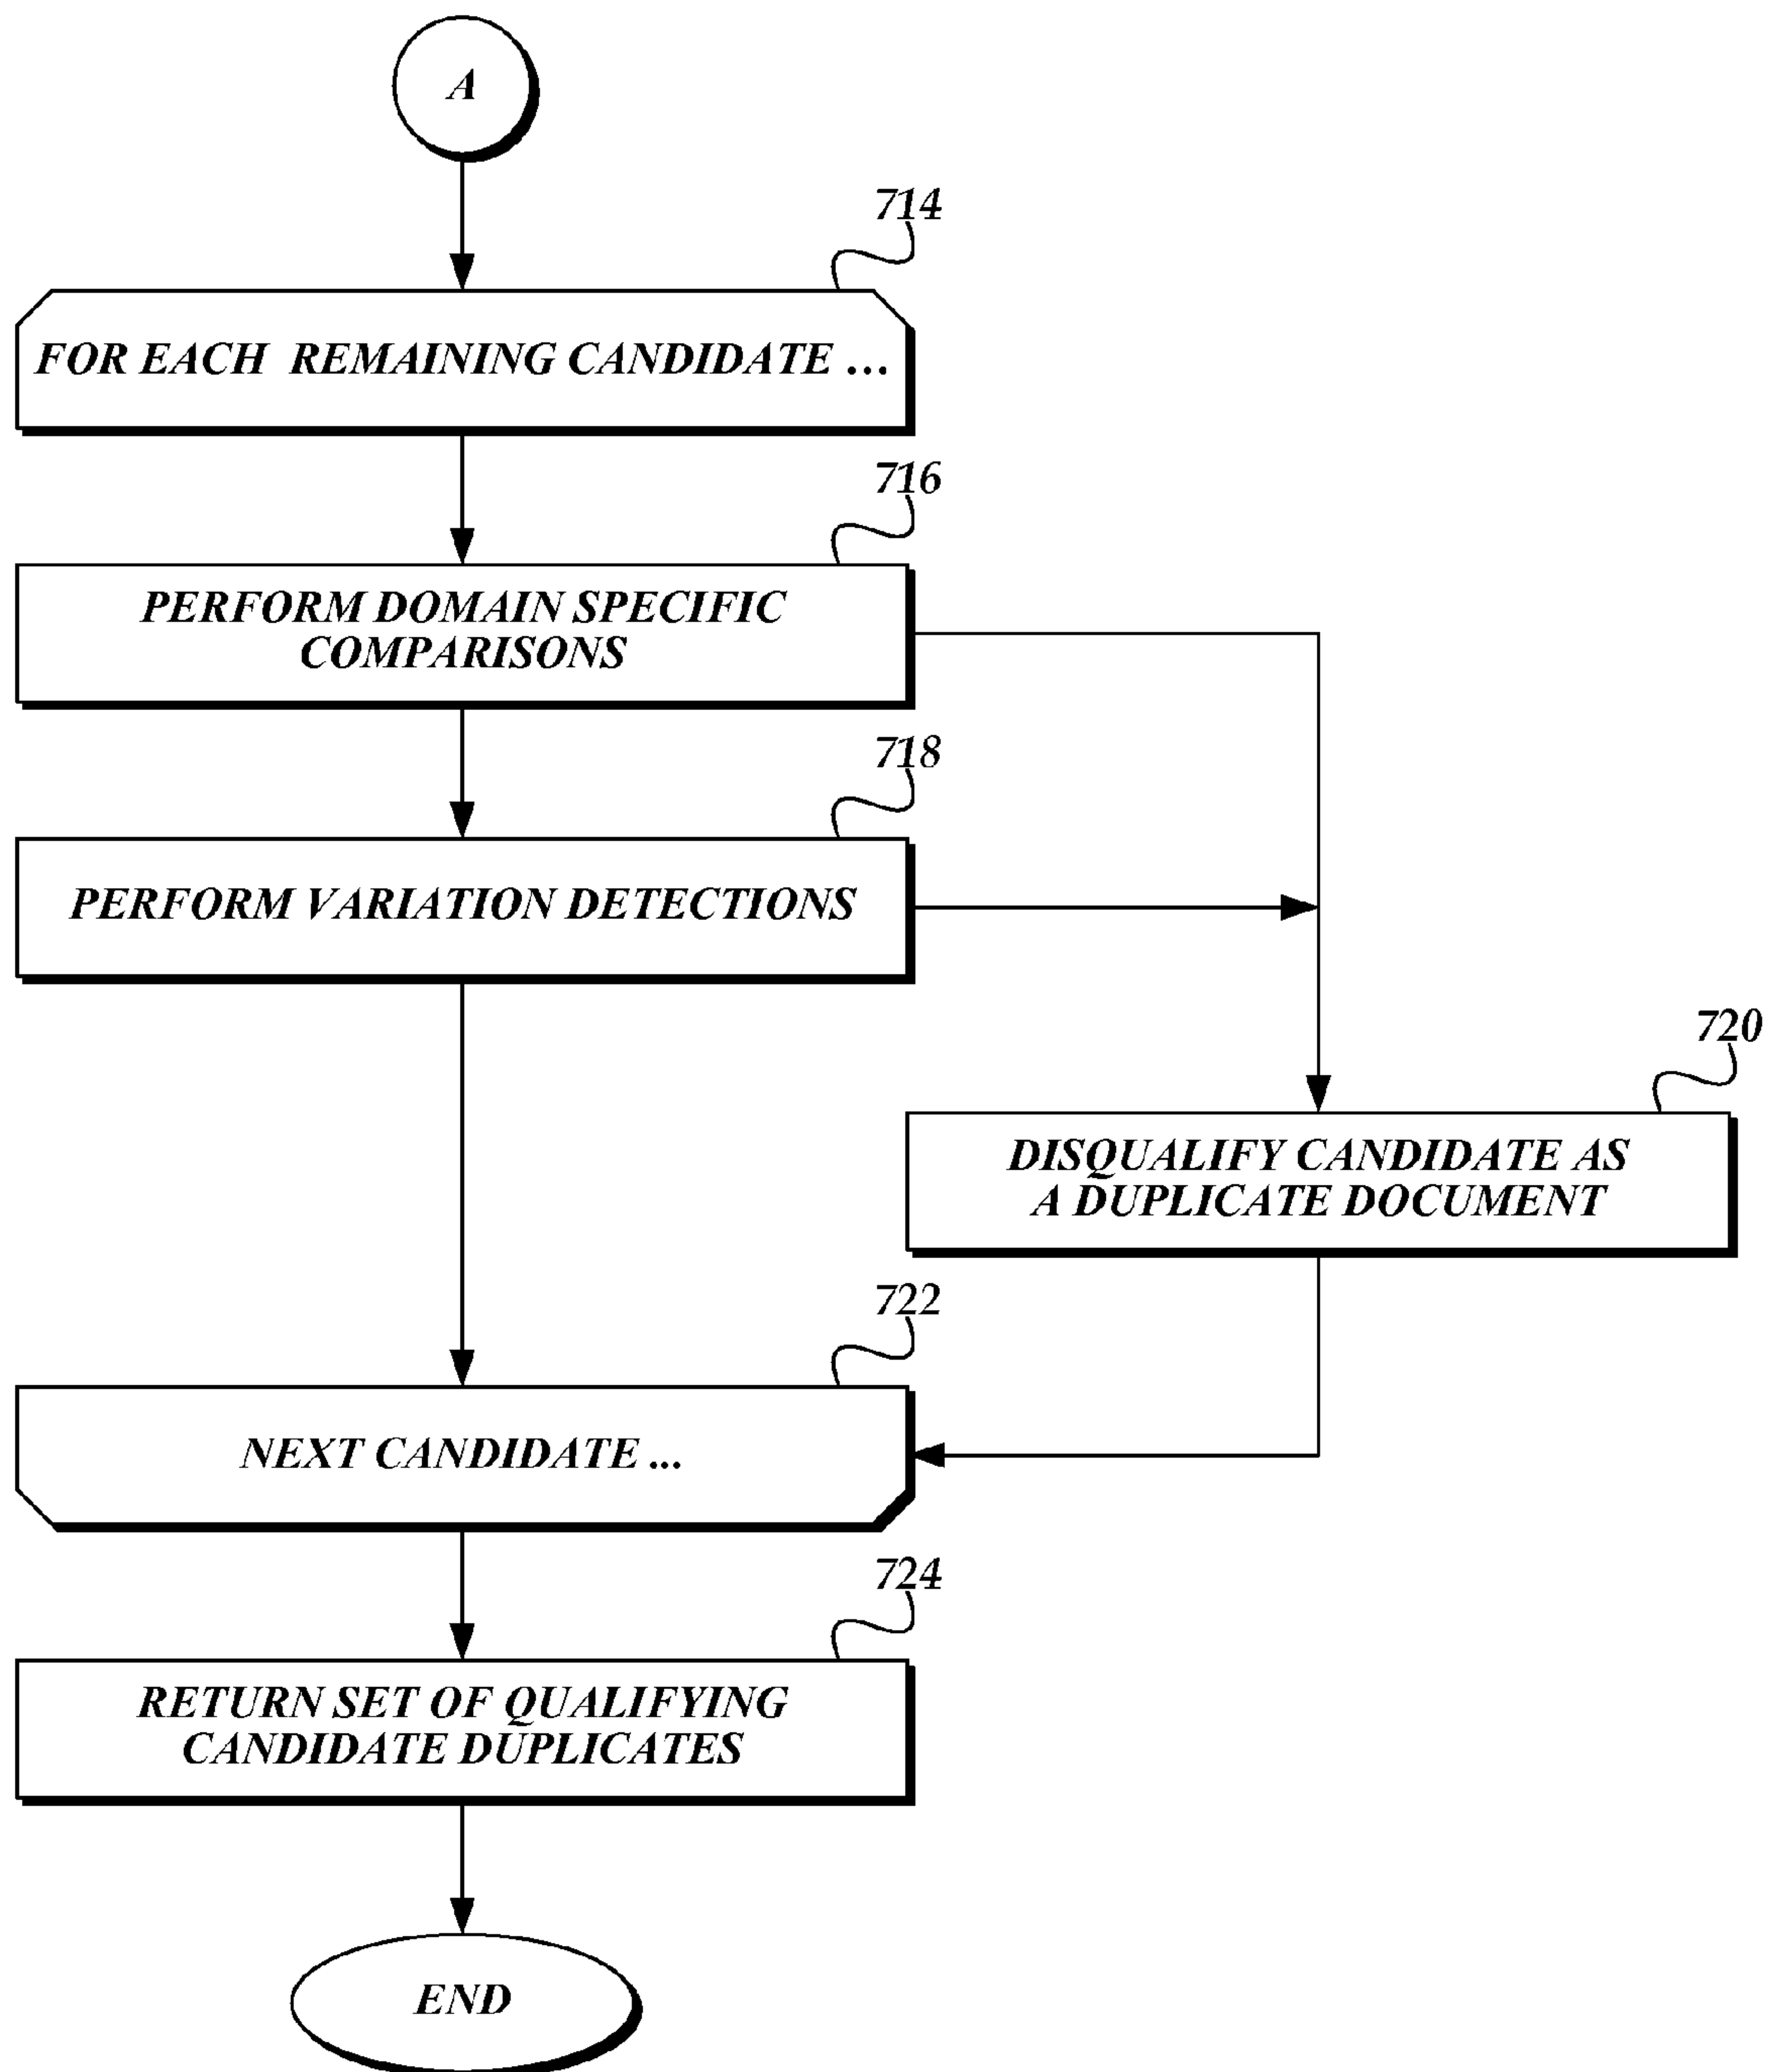 A
714
FOR EACH REMAINING CANDIDATE ...
716
PERFORM DOMAIN SPECIFIC
COMPARISONS
718
PERFORM VARIATION DETECTIONS
720
DISQUALIFY CANDIDATE AS
A DUPLICATE DOCUMENT
722
NEXT CANDIDATE ...
724
RETURN SET OF QUALIFYING
CANDIDATE DUPLICATES
END